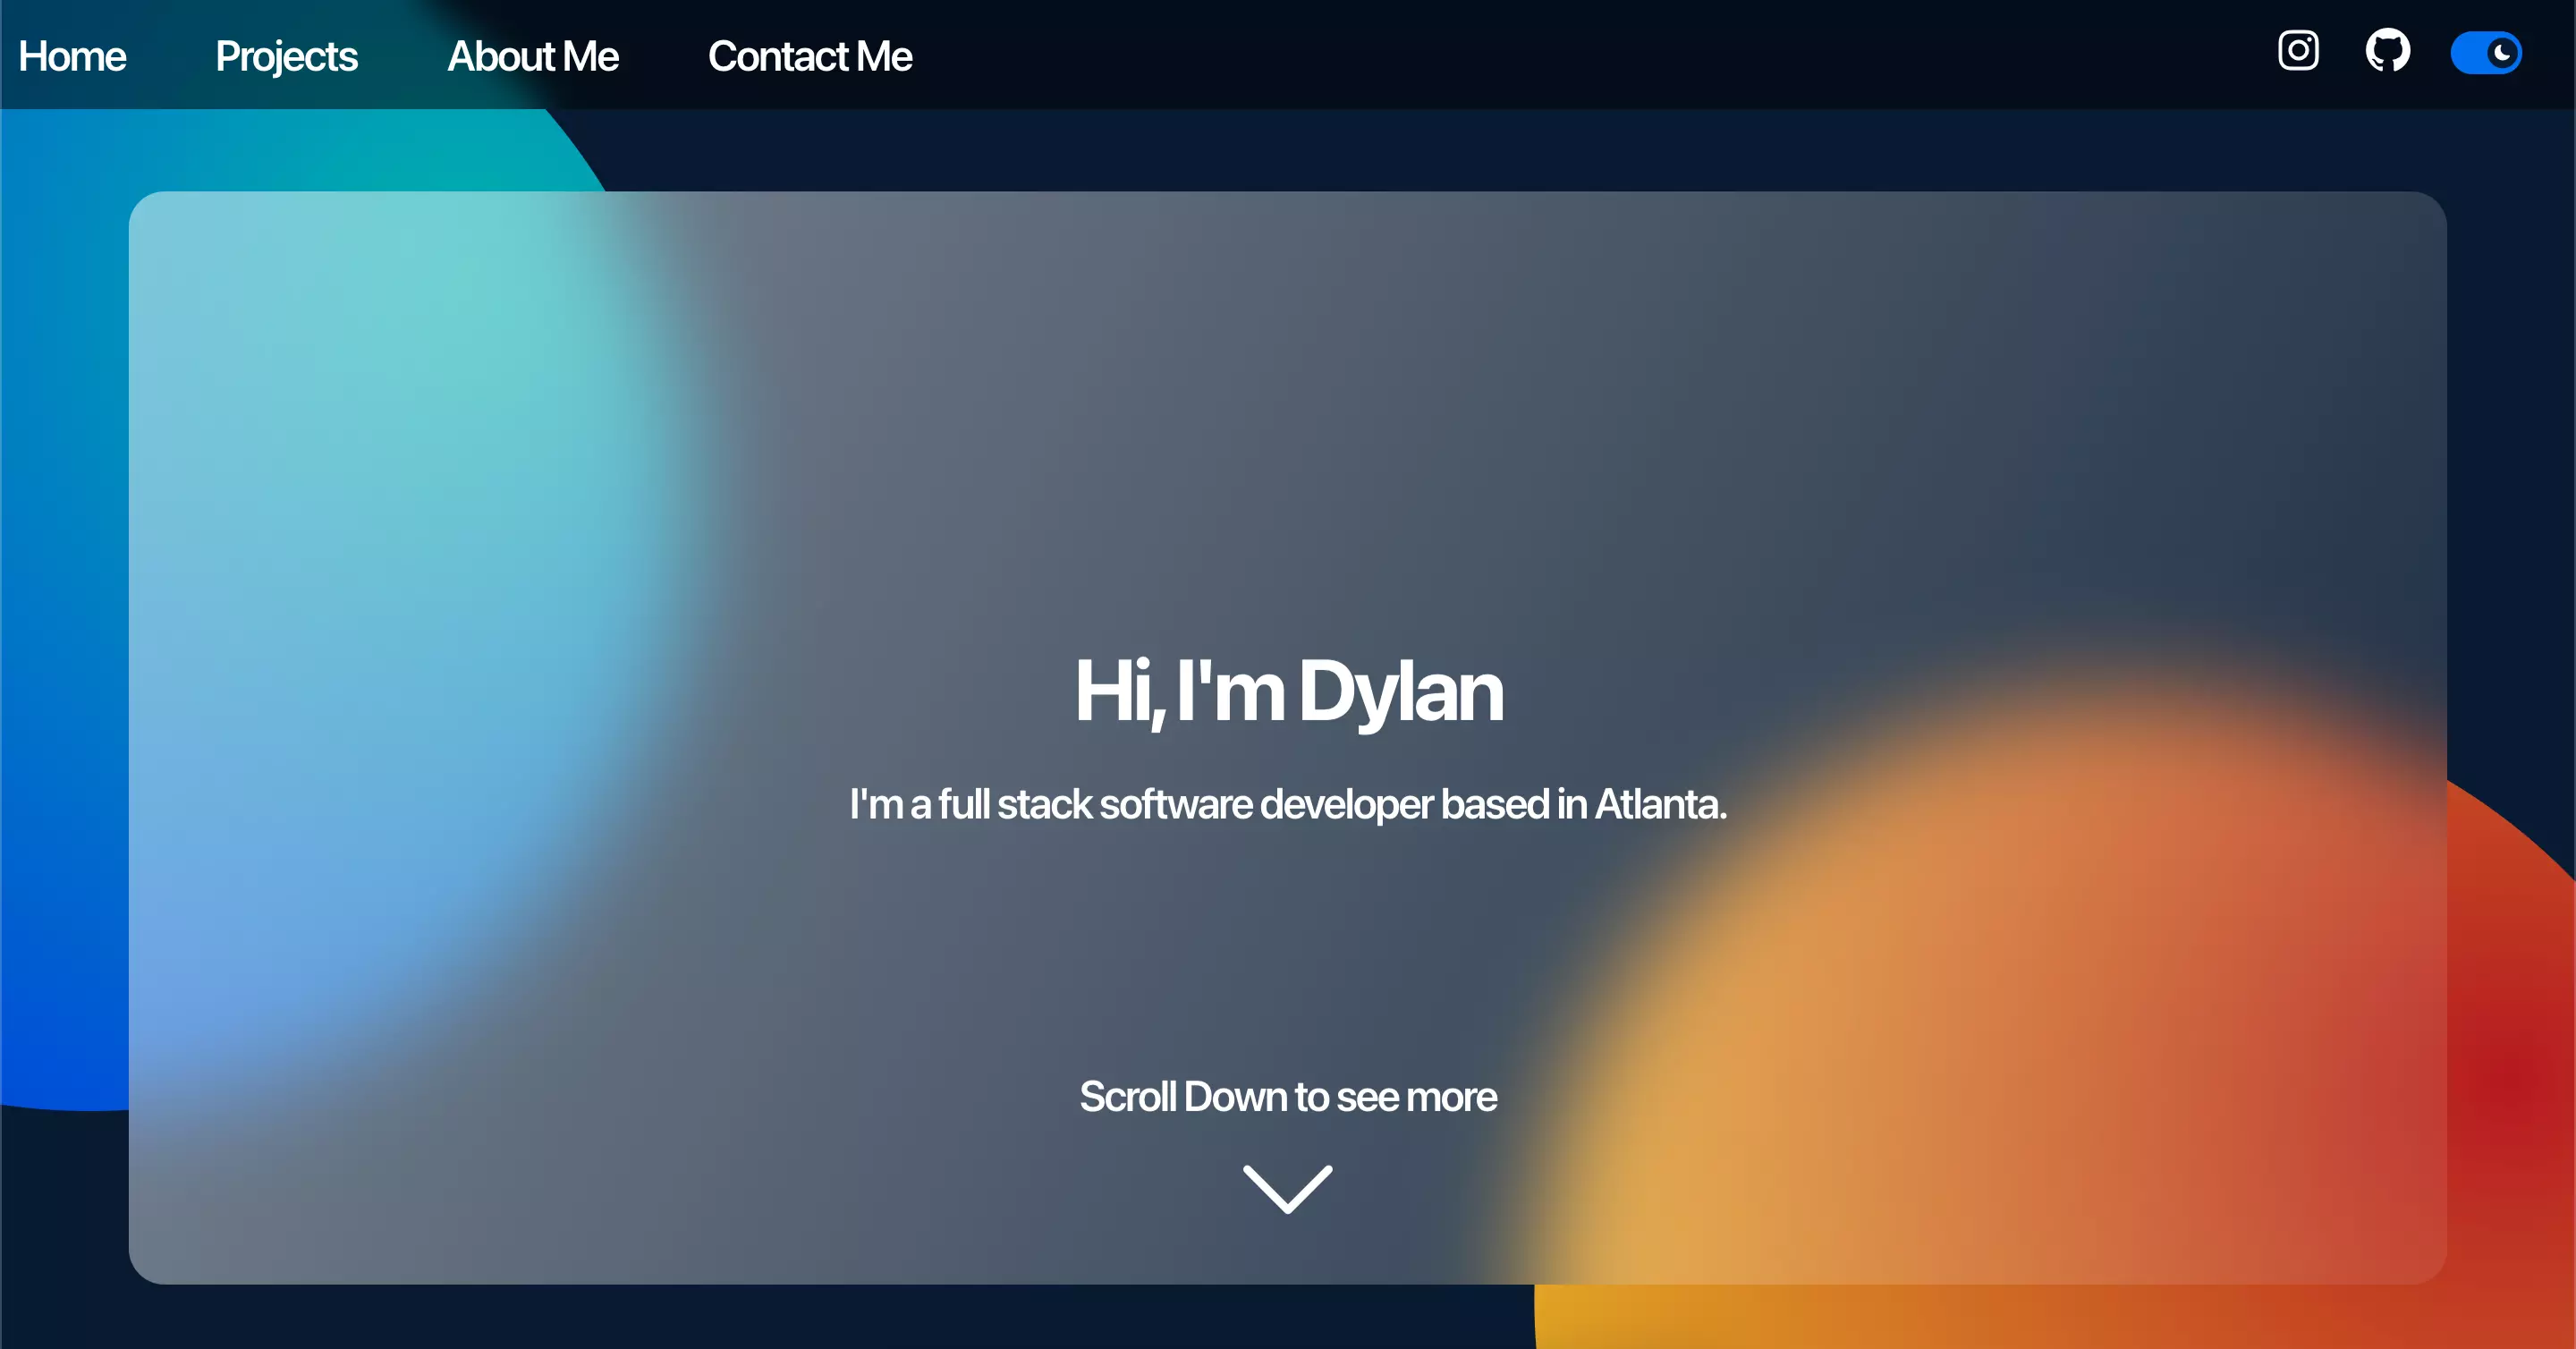 Home Projects About Me Contact Me
Hi, I'm Dylan
I'm a full stack software developer based in Atlanta.
Scroll Down to see more